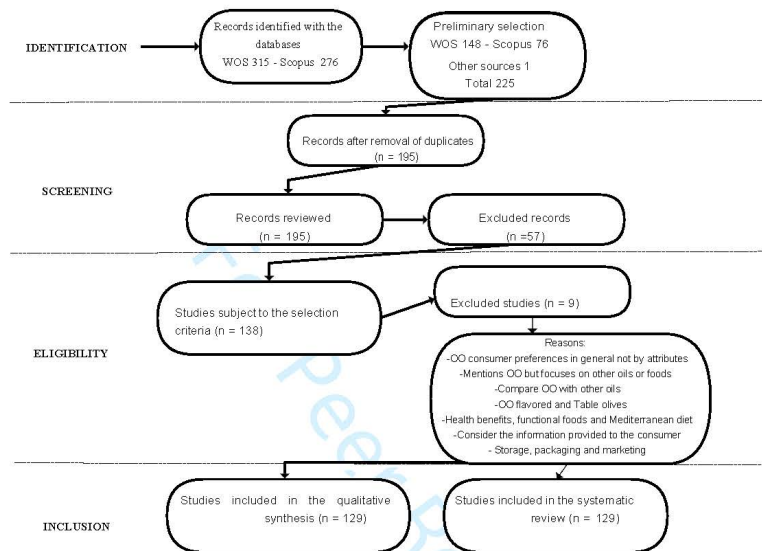 IDENTIFICATION
Records identified with the
databases
WOS 315 - Scopus 276
Preliminary selection
WOS 148 - Scopus 76
Other sources 1
Total 225
Records after removal of duplicates
(n = 195)
SCREENING
Records reviewed
(n = 195)
Excluded records
(n =57)
Studies subject to the selection
criteria (n = 138)
Excluded studies (n = 9)
ELIGIBILITY
Reasons:
-OO consumer preferences in general not by attributes
-Mentions OO but focuses on other oils or foods
-Compare OO with other oils
-OO flavored and Table olives
-Health benefits, functional foods and Mediterranean diet
-Consider the information provided to the consumer
- Storage, packaging and marketing
INCLUSION
Studies included in the qualitative
synthesis (n = 129)
Studies included in the systematic
review (n = 129)
Peer